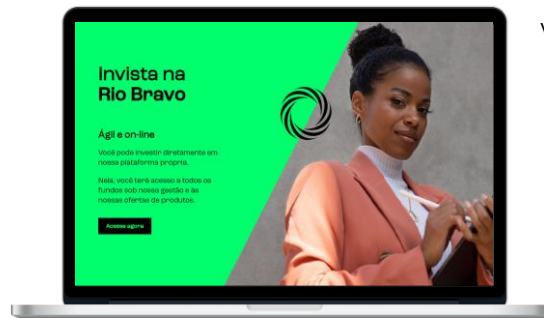 Invista na
Rio Bravo
Ágil e on-line
Você pode investir diretamente em
nossa plataforma própria.
Nela, você terá acesso a todos os
fundos sob nossa gestão e às
nossas ofertas de produtos.
Acesse agora